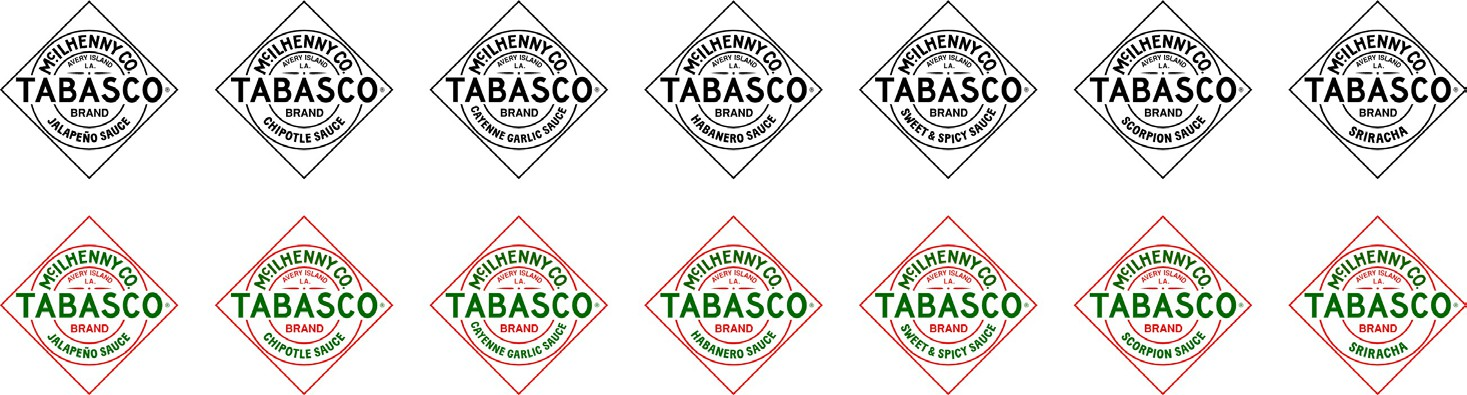 McILHENNY CO.
AVERY ISLAND
LA.
TABASCO®
BRAND
JALAPEÑO SAUCE
McILHENNY CO.
AVERY ISLAND
LA.
TABASCO®
BRAND
CHIPOTLE SAUCE
McILHENNY CO.
AVERY ISLAND
LA.
TABASCO®
BRAND
CAYENNE GARLIC SAUCE
McILHENNY CO.
AVERY ISLAND
LA.
TABASCO®
BRAND
HABANERO SAUCE
McILHENNY CO.
AVERY ISLAND
LA.
TABASCO®
BRAND
SWEET & SPICY SAUCE
McILHENNY CO.
AVERY ISLAND
LA.
TABASCO®
BRAND
SCORPION SAUCE
McILHENNY CO.
AVERY ISLAND
LA.
TABASCO®
BRAND
SRIRACHA
McILHENNY CO.
AVERY ISLAND
LA.
TABASCO®
BRAND
JALAPEÑO SAUCE
McILHENNY CO.
AVERY ISLAND
LA.
TABASCO®
BRAND
CHIPOTLE SAUCE
McILHENNY CO.
AVERY ISLAND
LA.
TABASCO®
BRAND
CAYENNE GARLIC SAUCE
McILHENNY CO.
AVERY ISLAND
LA.
TABASCO®
BRAND
HABANERO SAUCE
McILHENNY CO.
AVERY ISLAND
LA.
TABASCO®
BRAND
SWEET & SPICY SAUCE
McILHENNY CO.
AVERY ISLAND
LA.
TABASCO®
BRAND
SCORPION SAUCE
McILHENNY CO.
AVERY ISLAND
LA.
TABASCO®
BRAND
SRIRACHA